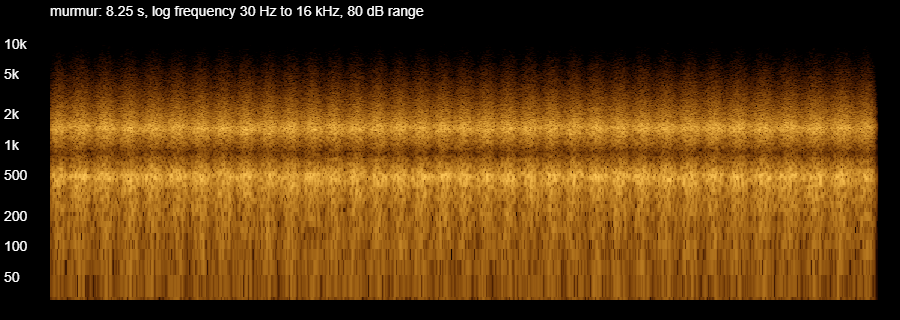 murmur: 8.25 s, log frequency 30 Hz to 16 kHz, 80 dB range
10k
5k
2k
1k
500
200
100
50